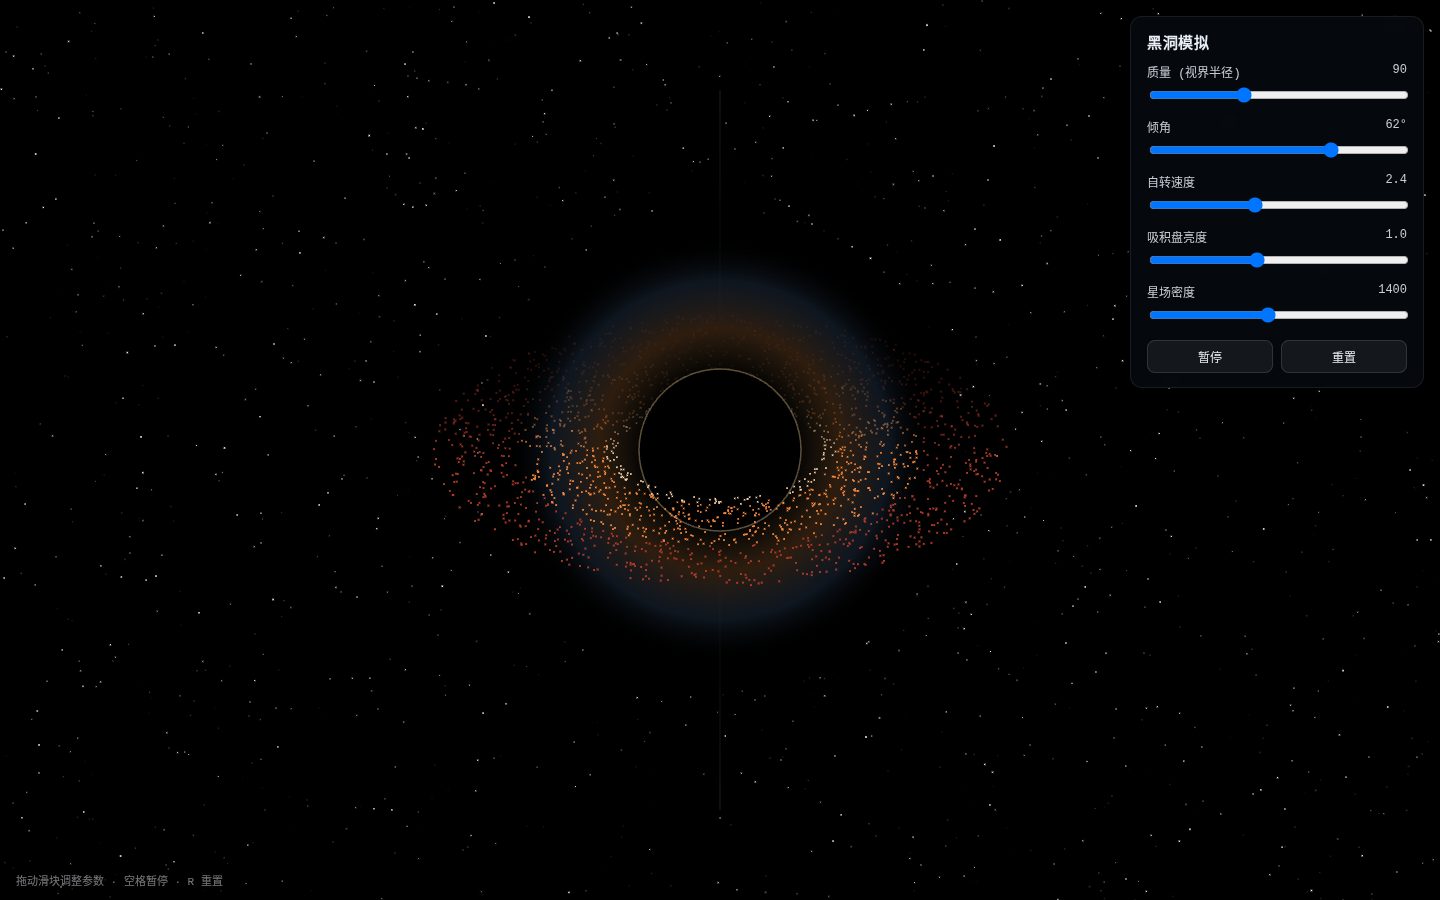 黑洞模拟
质量 (视界半径) 90
倾角 62°
自转速度 2.4
吸积盘亮度 1.0
星场密度 1400
暂停 重置
拖动滑块调整参数 · 空格暂停 · R 重置